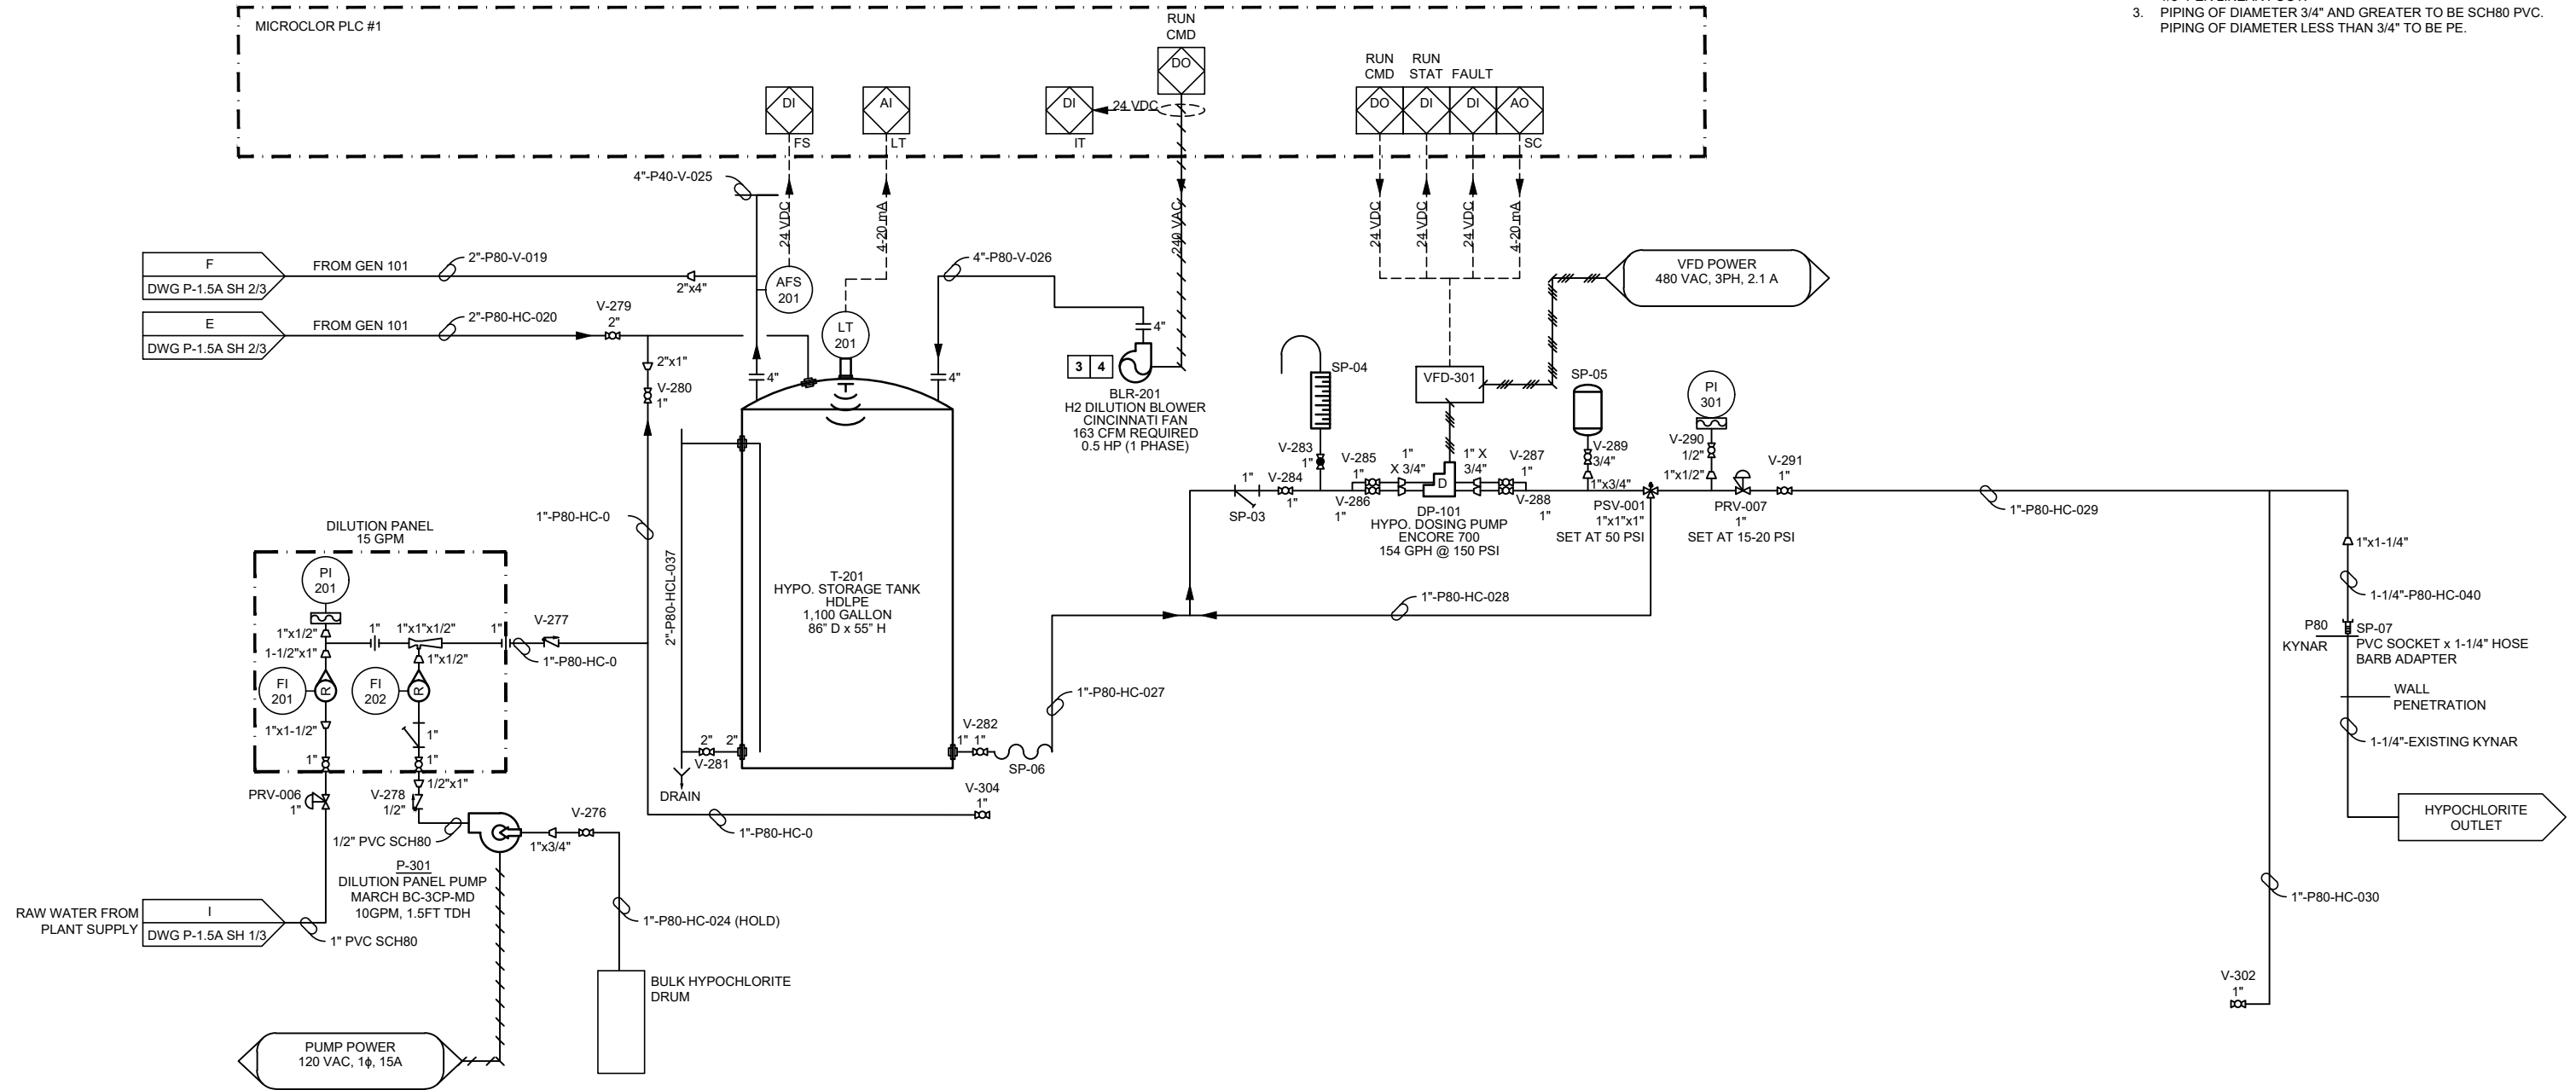 3. PIPING OF DIAMETER 3/4" AND GREATER TO BE SCH80 PVC.
PIPING OF DIAMETER LESS THAN 3/4" TO BE PE.
MICROCLOR PLC #1
RUN
CMD
DO
DI
FS
AI
LT
DI
IT
24 VDC
RUN
CMD
RUN
STAT
FAULT
DO
DI
DI
AO
SC
24 VDC
4-20 mA
240 VAC
24 VDC
24 VDC
24 VDC
4-20 mA
4"-P40-V-025
F
DWG P-1.5A SH 2/3
FROM GEN 101
2"-P80-V-019
2"x4"
AFS
201
E
DWG P-1.5A SH 2/3
FROM GEN 101
2"-P80-HC-020
V-279
2"
LT
201
4"-P80-V-026
4"
4"
4"
3 4
BLR-201
H2 DILUTION BLOWER
CINCINNATI FAN
163 CFM REQUIRED
0.5 HP (1 PHASE)
VFD POWER
480 VAC, 3PH, 2.1 A
VFD-301
2"x1"
V-280
1"
SP-04
SP-05
PI
301
V-283
1"
V-284
1"
1"
SP-03
V-285
1"
V-286
1"
1"
X 3/4"
1" X
3/4"
D
V-287
1"
V-288
1"
DP-101
HYPO. DOSING PUMP
ENCORE 700
154 GPH @ 150 PSI
V-289
3/4"
1"x3/4"
PSV-001
1"x1"x1"
SET AT 50 PSI
V-290
1/2"
1"x1/2"
PRV-007
1"
SET AT 15-20 PSI
V-291
1"
1"-P80-HC-029
1"x1-1/4"
1-1/4"-P80-HC-040
P80
KYNAR
SP-07
PVC SOCKET x 1-1/4" HOSE
BARB ADAPTER
WALL
PENETRATION
1-1/4"-EXISTING KYNAR
HYPOCHLORITE
OUTLET
1"-P80-HC-030
V-302
1"
1"-P80-HC-028
1"-P80-HC-027
T-201
HYPO. STORAGE TANK
HDLPE
1,100 GALLON
86" D x 55" H
2"-P80-HCL-037
1"-P80-HC-0
DILUTION PANEL
15 GPM
PI
201
1"x1/2"
1"
1"x1"x1/2"
1"
V-277
1"-P80-HC-0
1-1/2"x1"
1"x1/2"
FI
201
R
FI
202
R
1"x1-1/2"
1"
1"
1"
1/2"x1"
PRV-006
1"
V-278
1/2"
1/2" PVC SCH80
V-276
1"x3/4"
P-301
DILUTION PANEL PUMP
MARCH BC-3CP-MD
10GPM, 1.5FT TDH
RAW WATER FROM
PLANT SUPPLY
I
DWG P-1.5A SH 1/3
1" PVC SCH80
1"-P80-HC-024 (HOLD)
BULK HYPOCHLORITE
DRUM
PUMP POWER
120 VAC, 1ϕ, 15A
2"
2"
V-281
DRAIN
1"
V-282
1"
SP-06
V-304
1"
1"-P80-HC-0